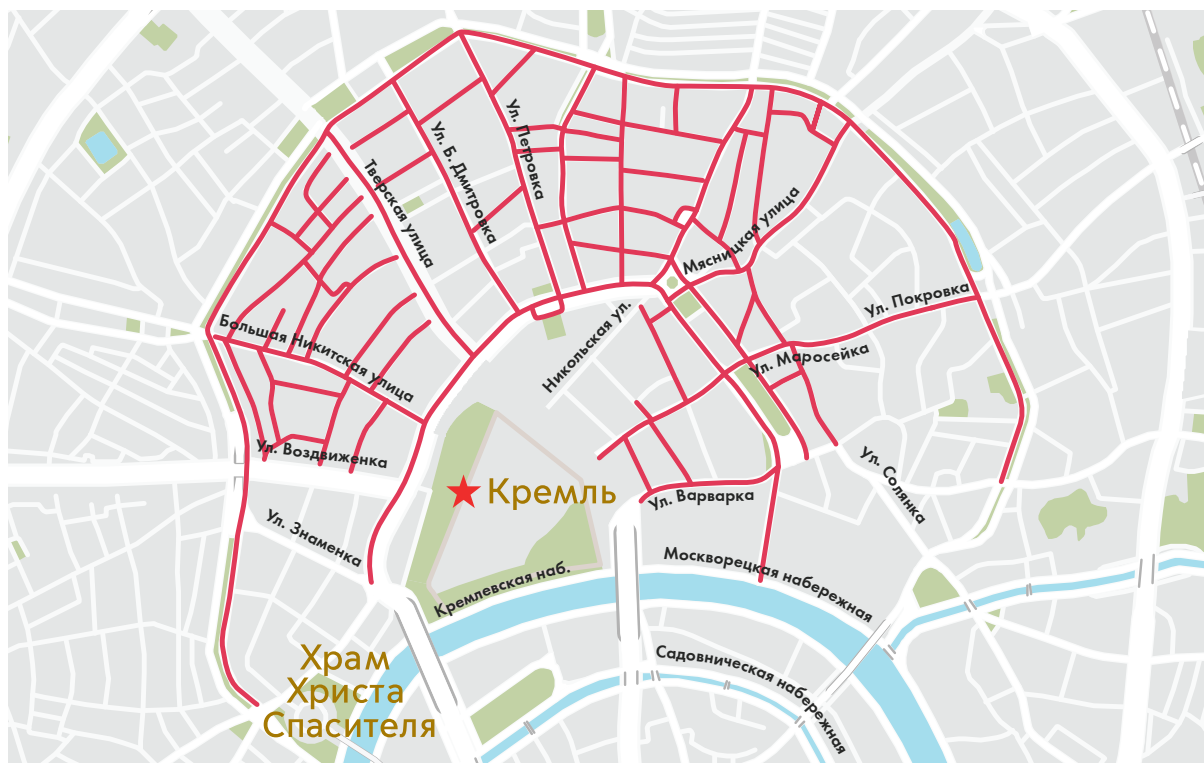 Ул. Петровка
Ул. Б. Дмитровка
Тверская улица
Мясницкая улица
Ул. Покровка
Большая Никитская улица
Никольская ул.
Ул. Маросейка
Ул. Воздвиженка
Ул. Солянка
Кремль
Ул. Варварка
Ул. Знаменка
Кремлевская наб.
Москворецкая набережная
Храм
Христа
Спасителя
Садовническая набережная